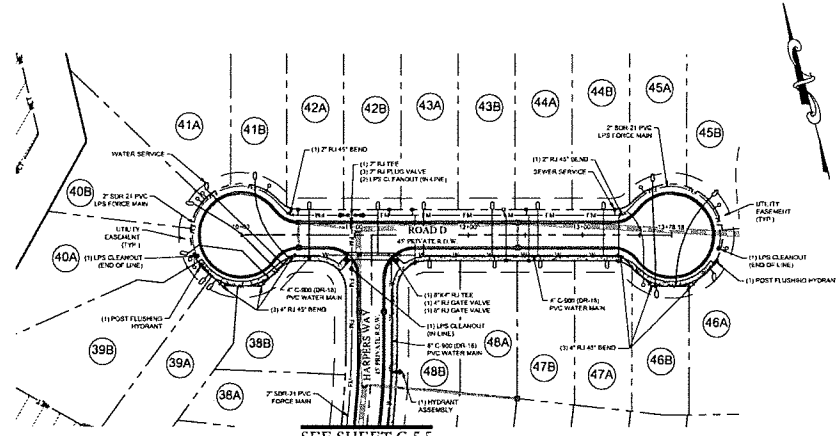 41A
41B
42A
42B
43A
43B
44A
44B
45A
45B
WATER SERVICE
(1) 2" RJ 45° BEND
(1) 2" RJ TEE
(3) 2" RJ PLUG VALVE
(2) LPS CLEANOUT (IN-LINE)
(1) 2" RJ 45° BEND
SEWER SERVICE
2" SDR-21 PVC
LPS FORCE MAIN
40B
2" SDR-21 PVC
LPS FORCE MAIN
UTILITY
EASEMENT
(TYP.)
40A
(1) LPS CLEANOUT
(END OF LINE)
ROAD D
45' PRIVATE R.O.W.
UTILITY
EASEMENT
(TYP.)
(1) LPS CLEANOUT
(END OF LINE)
(1) POST FLUSHING HYDRANT
4" C-900 (DR-18)
PVC WATER MAIN
(3) 4" RJ 45° BEND
(1) POST FLUSHING
HYDRANT
(1) 8"X4" RJ TEE
(1) 4" RJ GATE VALVE
(1) 8" RJ GATE VALVE
(1) LPS CLEANOUT
(IN LINE)
8" C-900 (DR-18)
PVC WATER MAIN
4" C-900 (DR-18)
PVC WATER MAIN
(3) 4" RJ 45° BEND
39B
39A
38B
38A
HARPERS WAY
45' PRIVATE R.O.W.
48B
48A
47B
47A
46B
46A
2" SDR-21 PVC
FORCE MAIN
(1) HYDRANT
ASSEMBLY
SEE SHEET C-5.5